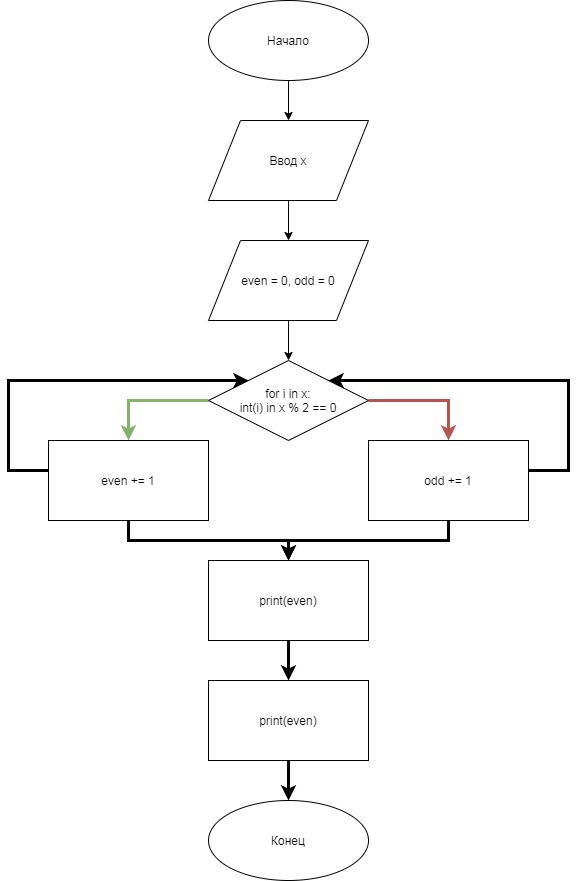 Начало
Ввод x
even = 0, odd = 0
for i in x:
int(i) in x % 2 == 0
even += 1
odd += 1
print(even)
print(even)
Конец